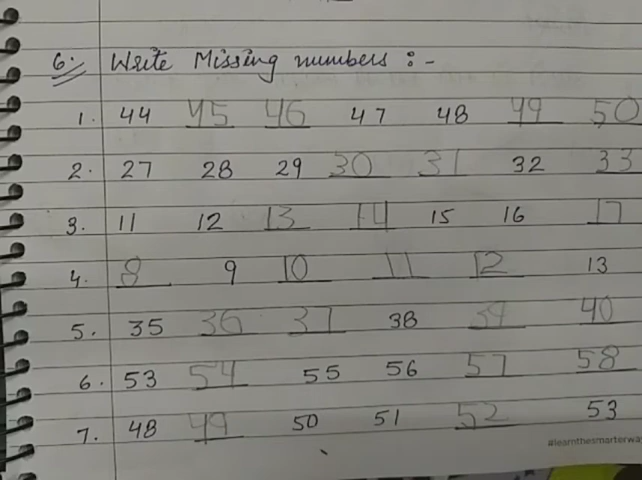 6. Write Missing numbers :-
1. 44 45 46 47 48 49 50
2. 27 28 29 30 31 32 33
3. 11 12 13 14 15 16 17
4. 8 9 10 11 12 13
5. 35 36 37 38 39 40
6. 53 54 55 56 57 58
7. 48 49 50 51 52 53
#learnthesmarterway